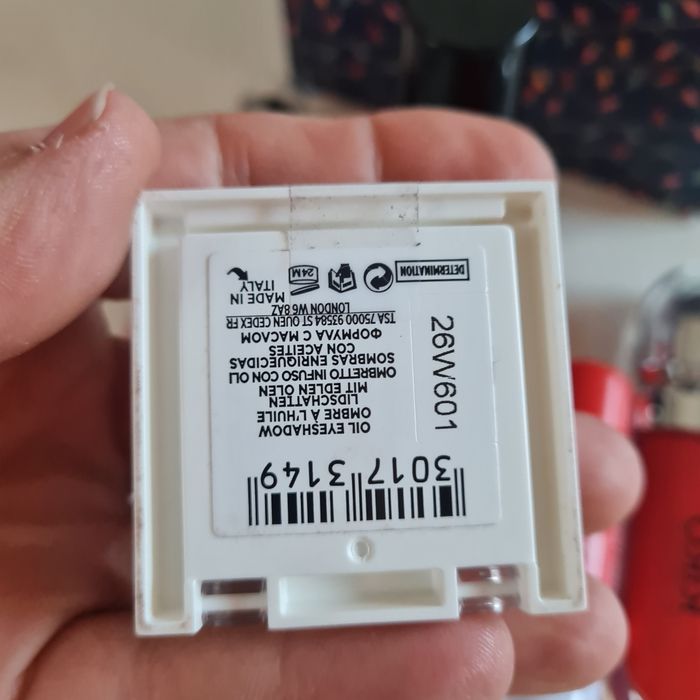 3017 3149
OIL EYESHADOW
OMBRE À L'HUILE
LIDSCHATTEN
MIT EDLEN ÖLEN
OMBRETTO INFUSO CON OLI
SOMBRAS ENRIQUECIDAS
CON ACEITES
ФОРМУЛА С МАСЛОМ
TSA 75000 93584 ST OUEN CEDEX FR
LONDON W6 8AZ
MADE IN
ITALY
24M
DETERMINATION
26W601